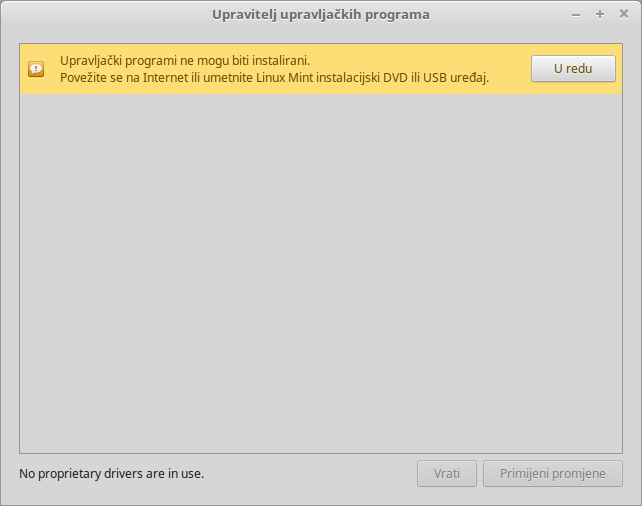 Upravitelj upravljačkih programa
Upravljački programi ne mogu biti instalirani.
Povežite se na Internet ili umetnite Linux Mint instalacijski DVD ili USB uređaj.
U redu
No proprietary drivers are in use.
Vrati
Primijeni promjene